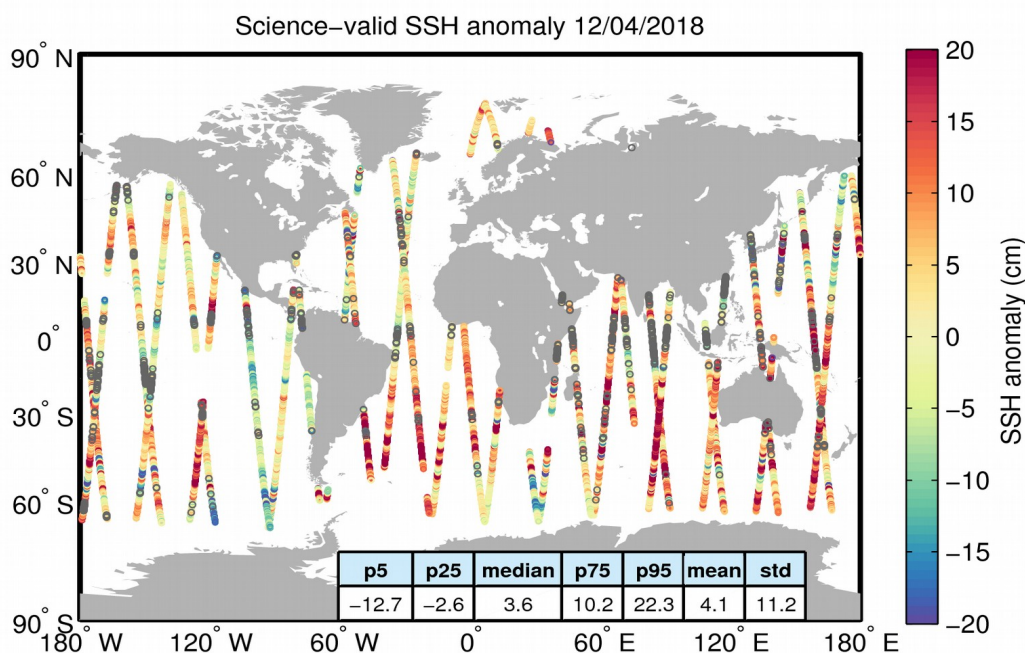 Science−valid SSH anomaly 12/04/2018
90° N
60° N
30° N
0°
30° S
60° S
90° S
180° W
120° W
60° W
0°
60° E
120° E
180° E
p5 p25 median p75 p95 mean std
−12.7 −2.6 3.6 10.2 22.3 4.1 11.2
20
15
10
5
0
−5
−10
−15
−20
SSH anomaly (cm)